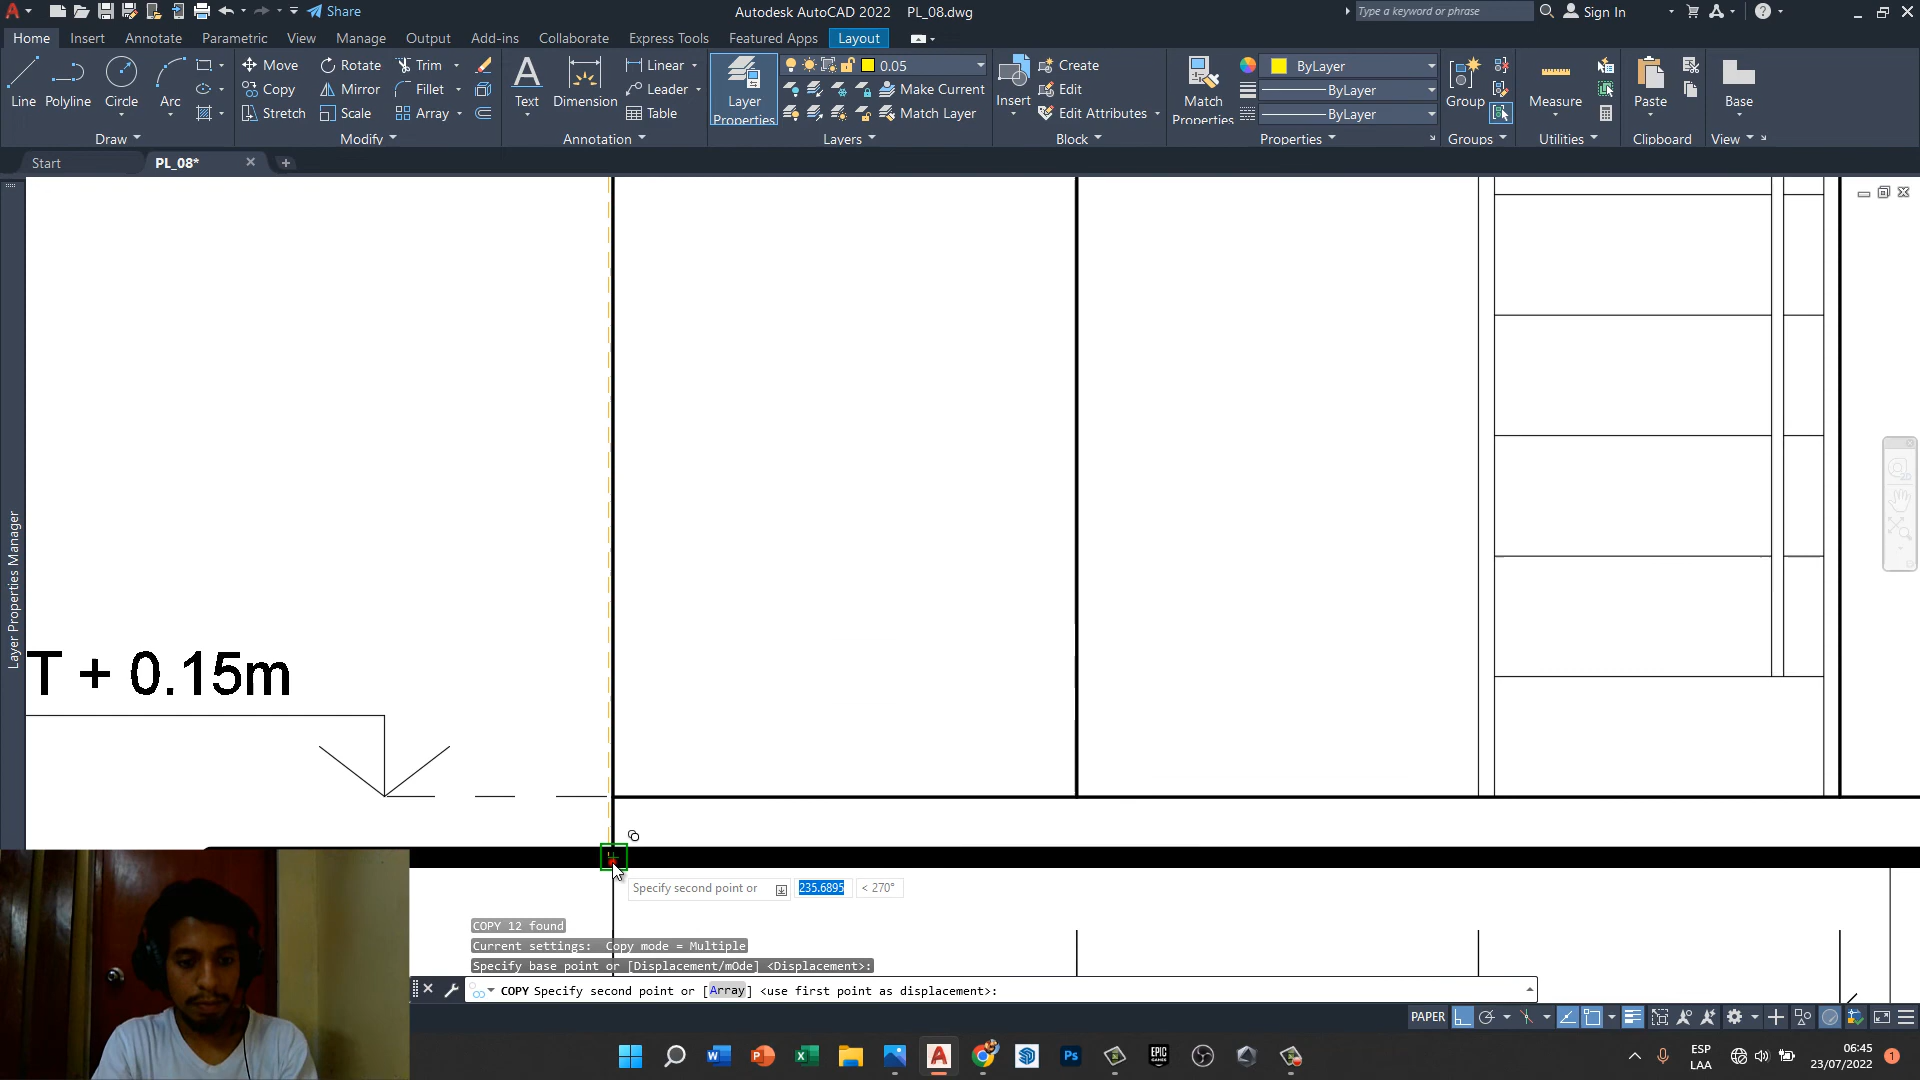 Share
Autodesk AutoCAD 2022 PL_08.dwg
Type a keyword or phrase
Sign In
Home Insert Annotate Parametric View Manage Output Add-ins Collaborate Express Tools Featured Apps Layout
Line Polyline Circle Arc
Move Rotate Trim
Copy Mirror Fillet
Stretch Scale Array
Text Dimension
Linear
Leader
Table
Layer Properties
0.05
Make Current
Match Layer
Insert
Create
Edit
Edit Attributes
Match Properties
ByLayer
ByLayer
ByLayer
Group
Measure
Paste
Base
Draw Modify Annotation Layers Block Properties Groups Utilities Clipboard View
Start PL_08*
Layer Properties Manager
T + 0.15m
Specify second point or 235.6895 < 270°
COPY 12 found
Current settings: Copy mode = Multiple
Specify base point or [Displacement/mOde] <Displacement>:
COPY Specify second point or [Array] <use first point as displacement>:
PAPER
ESP
LAA
06:45
23/07/2022
1